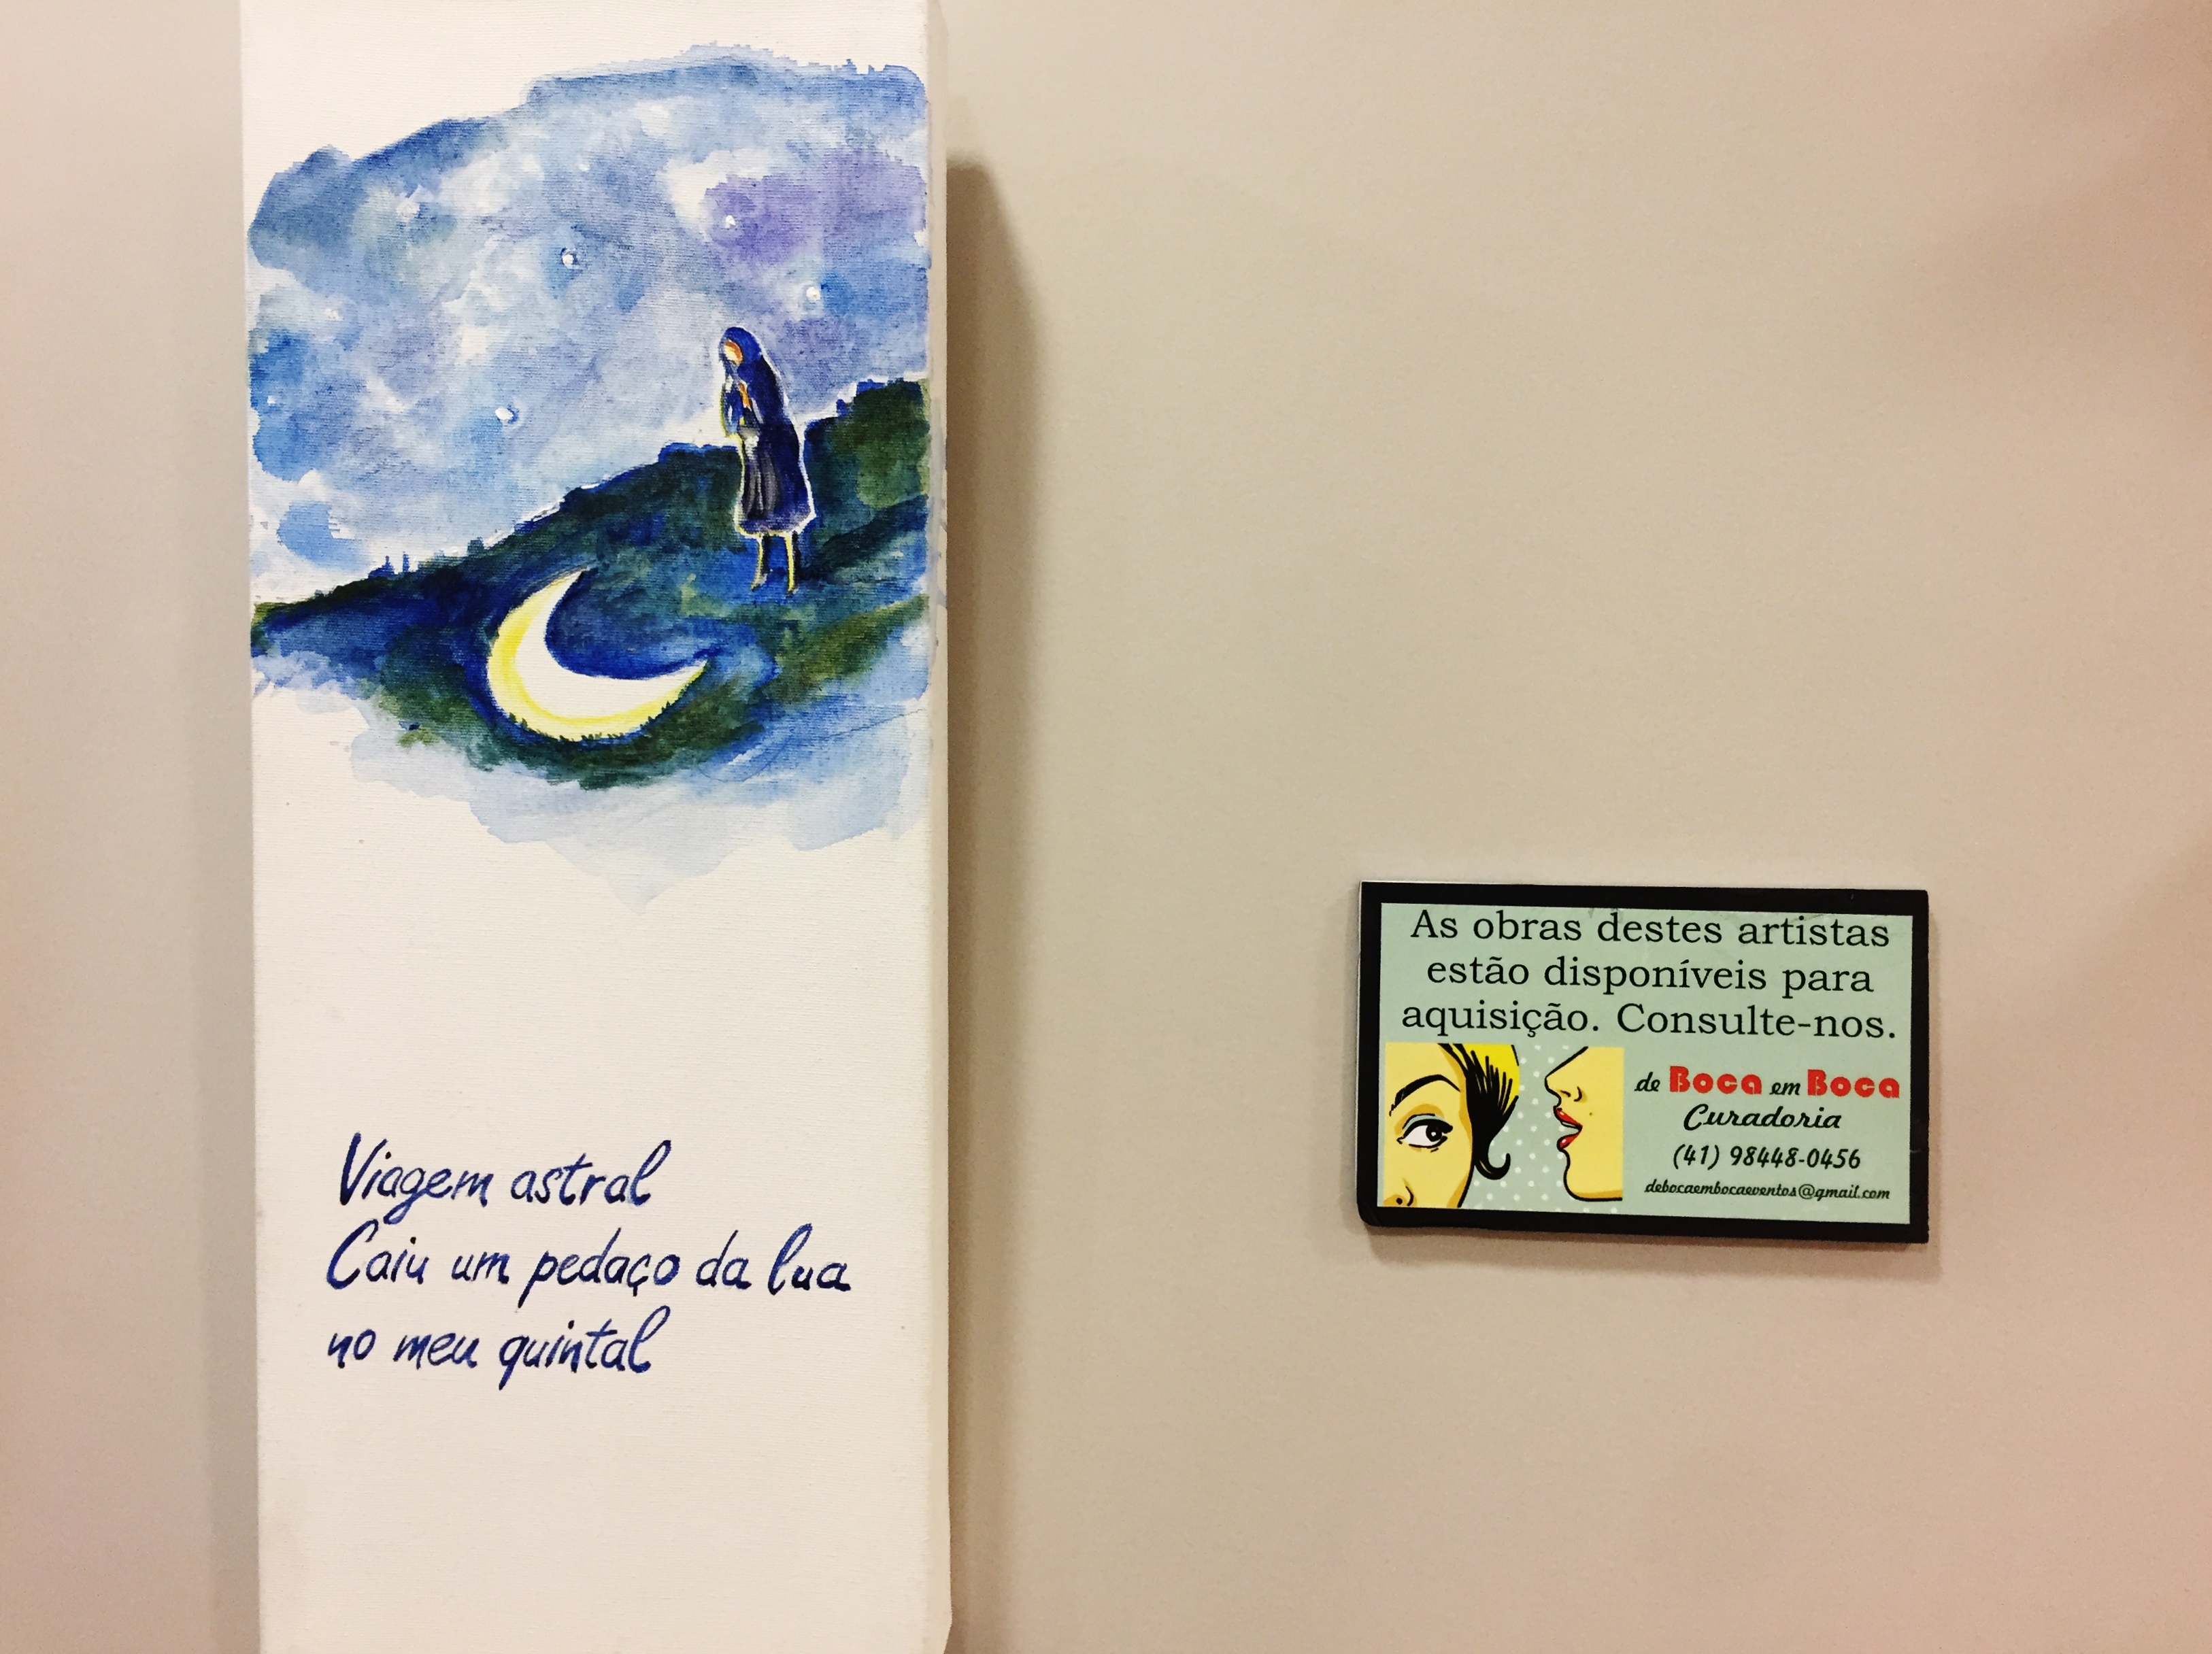 Viagem astral
Caiu um pedaço da lua
no meu quintal
As obras destes artistas
estão disponíveis para
aquisição. Consulte-nos.
de Boca em Boca
Curadoria
(41) 98448-0456
debocaembocaeventos@gmail.com